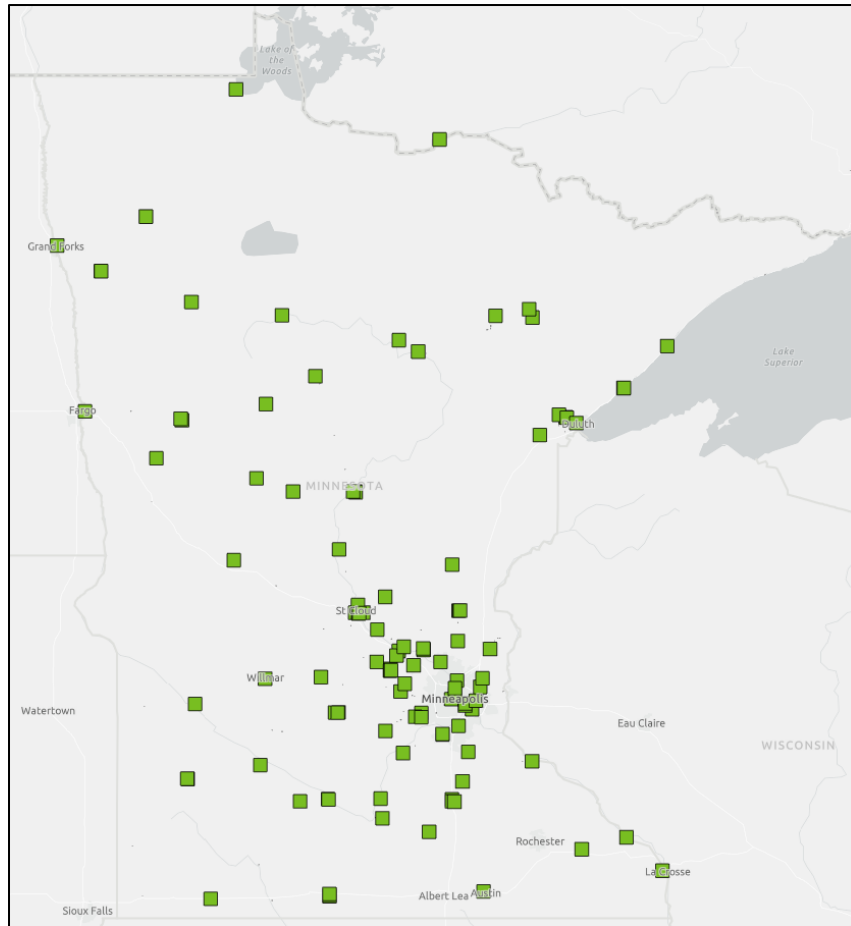 Lake of
the
Woods
Grand Forks
Lake
Superior
Fargo
Duluth
MINNESOTA
St Cloud
Willmar
Minneapolis
Watertown
Eau Claire
WISCONSIN
Rochester
La Crosse
Albert Lea
Austin
Sioux Falls